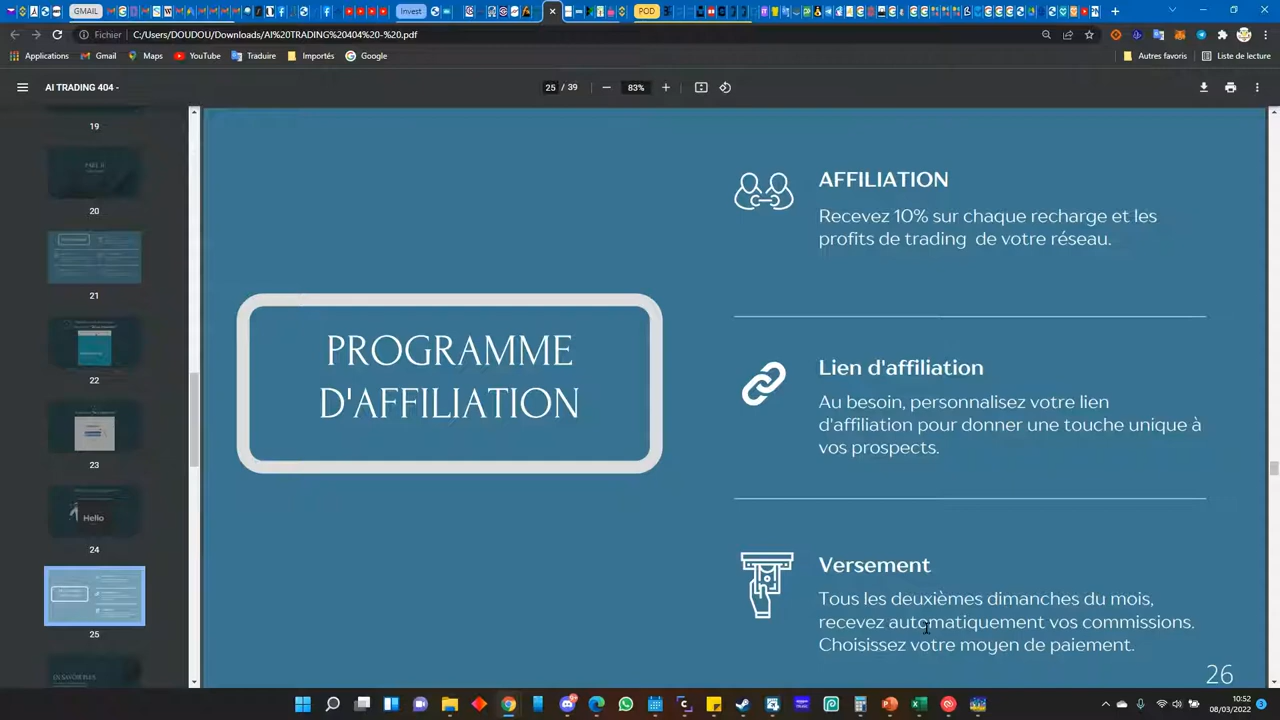 GMAIL
Invest
POD
Fichier
C:/Users/DOUDOU/Downloads/AI%20TRADING%20404%20-%20.pdf
Applications
Gmail
Maps
YouTube
Traduire
Importés
Google
Autres favoris
Liste de lecture
AI TRADING 404 -
25 / 39
83%
19
20
21
22
23
Hello
24
25
PROGRAMME
D'AFFILIATION
AFFILIATION
Recevez 10% sur chaque recharge et les
profits de trading de votre réseau.
Lien d'affiliation
Au besoin, personnalisez votre lien
d'affiliation pour donner une touche unique à
vos prospects.
Versement
Tous les deuxièmes dimanches du mois,
recevez automatiquement vos commissions.
Choisissez votre moyen de paiement.
26
10:52
08/03/2022